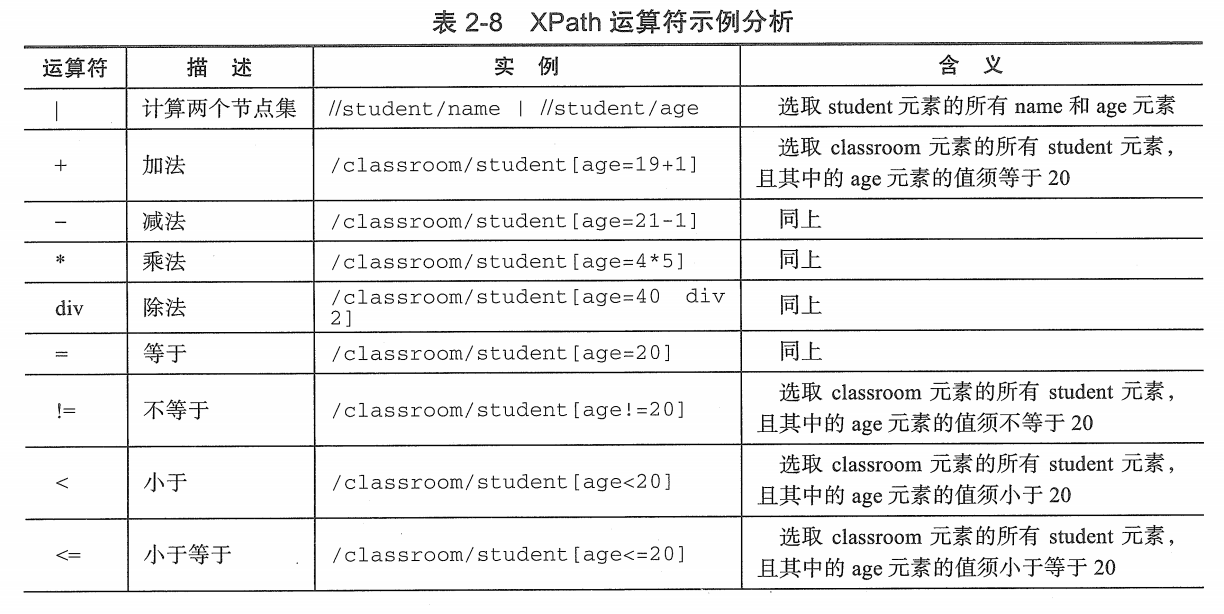 表 2-8 XPath 运算符示例分析
运算符 描 述 实 例 含 义
| 计算两个节点集 //student/name | //student/age 选取 student 元素的所有 name 和 age 元素
+ 加法 /classroom/student[age=19+1] 选取 classroom 元素的所有 student 元素，
且其中的 age 元素的值须等于 20
− 减法 /classroom/student[age=21-1] 同上
* 乘法 /classroom/student[age=4*5] 同上
div 除法 /classroom/student[age=40 div
2] 同上
= 等于 /classroom/student[age=20] 同上
!= 不等于 /classroom/student[age!=20] 选取 classroom 元素的所有 student 元素，
且其中的 age 元素的值须不等于 20
< 小于 /classroom/student[age<20] 选取 classroom 元素的所有 student 元素，
且其中的 age 元素的值须小于 20
<= 小于等于 /classroom/student[age<=20] 选取 classroom 元素的所有 student 元素，
且其中的 age 元素的值须小于等于 20